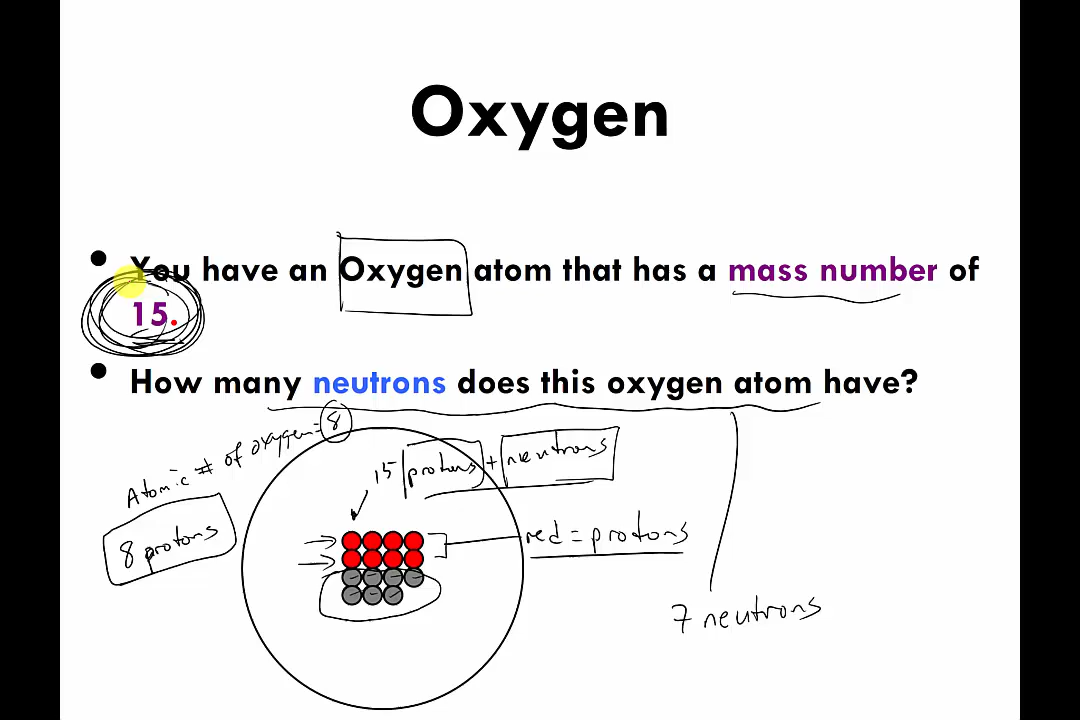 Oxygen
• You have an Oxygen atom that has a mass number of
15.
• How many neutrons does this oxygen atom have?
Atomic # of oxygen = 8
8 protons
15 protons + neutrons
red = protons
7 neutrons